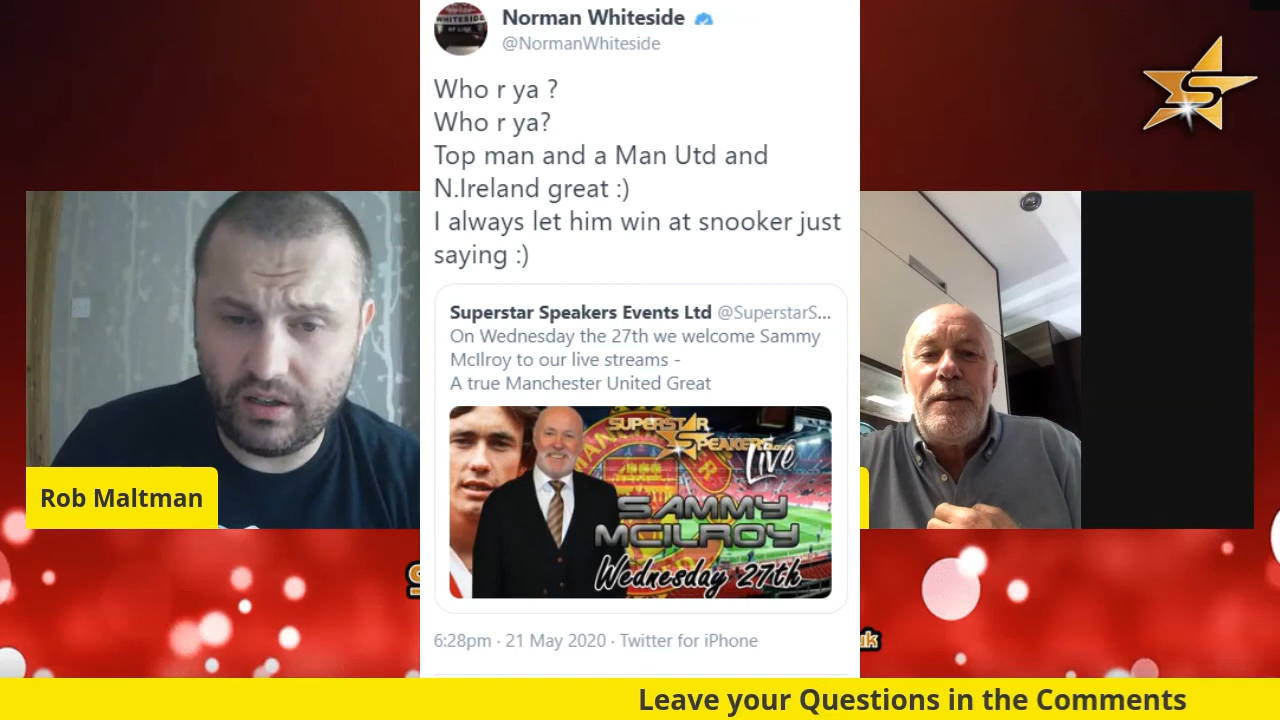 WHITESIDE
Norman Whiteside
@NormanWhiteside
Who r ya ?
Who r ya?
Top man and a Man Utd and
N.Ireland great :)
I always let him win at snooker just
saying :)
Superstar Speakers Events Ltd @SuperstarS...
On Wednesday the 27th we welcome Sammy
McIlroy to our live streams -
A true Manchester United Great
SUPERSTAR
SPEAKERS
Live
SAMMY
MCILROY
Wednesday 27th
6:28pm · 21 May 2020 · Twitter for iPhone
Rob Maltman
S
uk
Leave your Questions in the Comments